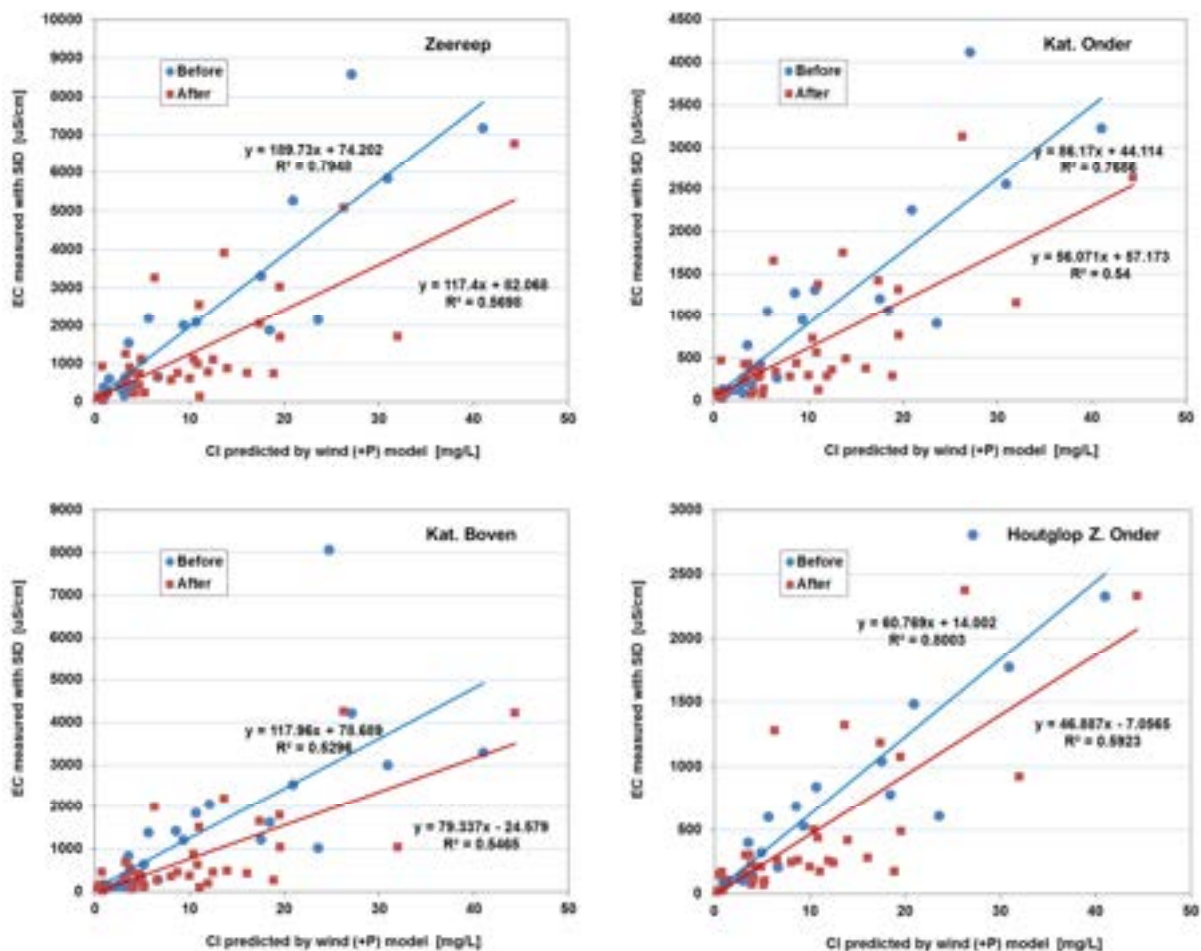 Zeereep
Before
After
y = 189.73x + 74.202
R² = 0.7948
y = 117.4x + 82.068
R² = 0.5698
EC measured with SID [uS/cm]
10000
9000
8000
7000
6000
5000
4000
3000
2000
1000
0
0 10 20 30 40 50
Cl predicted by wind (+P) model [mg/L]
Kat. Onder
Before
After
y = 86.17x + 44.114
R² = 0.7686
y = 56.071x + 57.173
R² = 0.54
EC measured with SID [uS/cm]
4500
4000
3500
3000
2500
2000
1500
1000
500
0
0 10 20 30 40 50
Cl predicted by wind (+P) model [mg/L]
Kat. Boven
Before
After
y = 117.96x + 78.689
R² = 0.5296
y = 79.337x - 24.579
R² = 0.5465
EC measured with SID [uS/cm]
9000
8000
7000
6000
5000
4000
3000
2000
1000
0
0 10 20 30 40 50
Cl predicted by wind (+P) model [mg/L]
Houtglop Z. Onder
Before
After
y = 60.769x + 14.002
R² = 0.8003
y = 46.887x - 7.0565
R² = 0.5923
EC measured with SID [uS/cm]
3000
2500
2000
1500
1000
500
0
0 10 20 30 40 50
Cl predicted by wind (+P) model [mg/L]